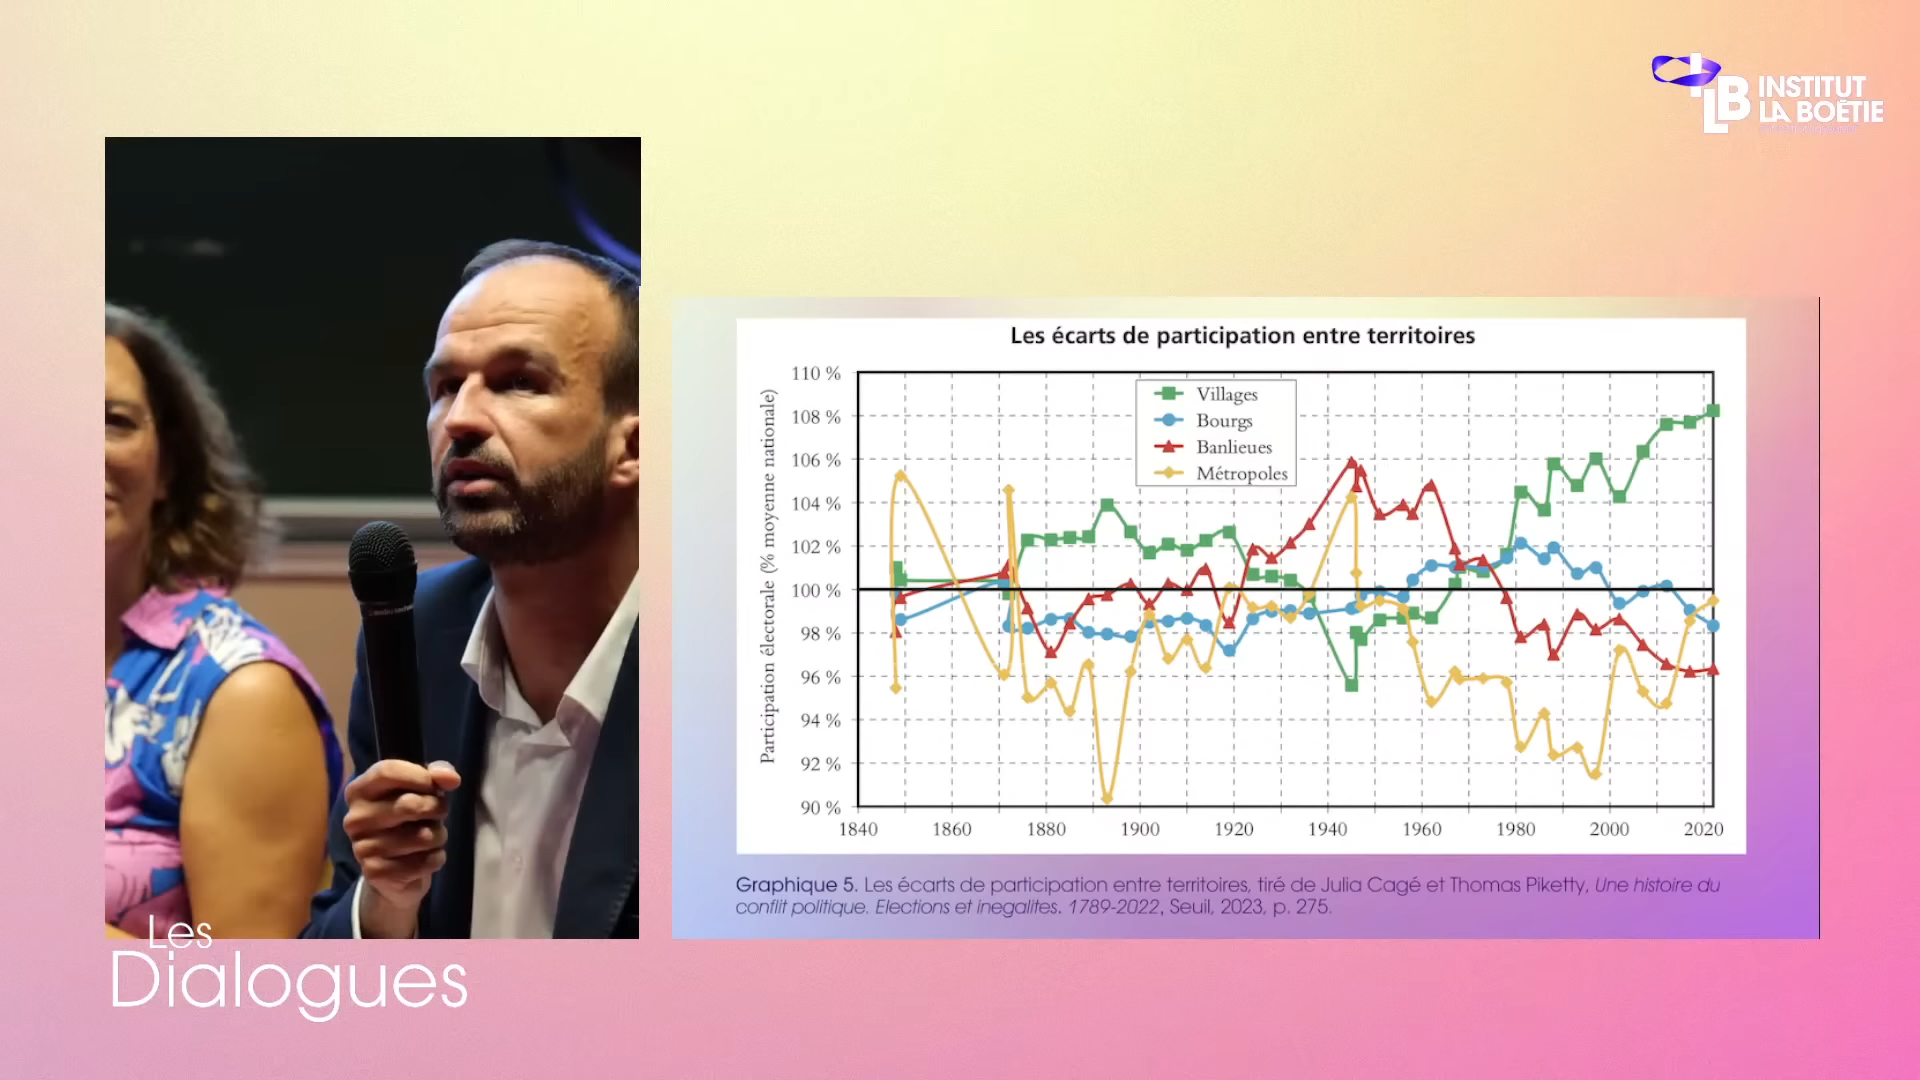 INSTITUT
LA BOÉTIE
Les écarts de participation entre territoires
Participation électorale (% moyenne nationale)
110 %
108 %
106 %
104 %
102 %
100 %
98 %
96 %
94 %
92 %
90 %
Villages
Bourgs
Banlieues
Métropoles
1840 1860 1880 1900 1920 1940 1960 1980 2000 2020
Graphique 5. Les écarts de participation entre territoires, tiré de Julia Cagé et Thomas Piketty, Une histoire du
conflit politique. Elections et inegalites. 1789-2022, Seuil, 2023, p. 275.
Les
Dialogues